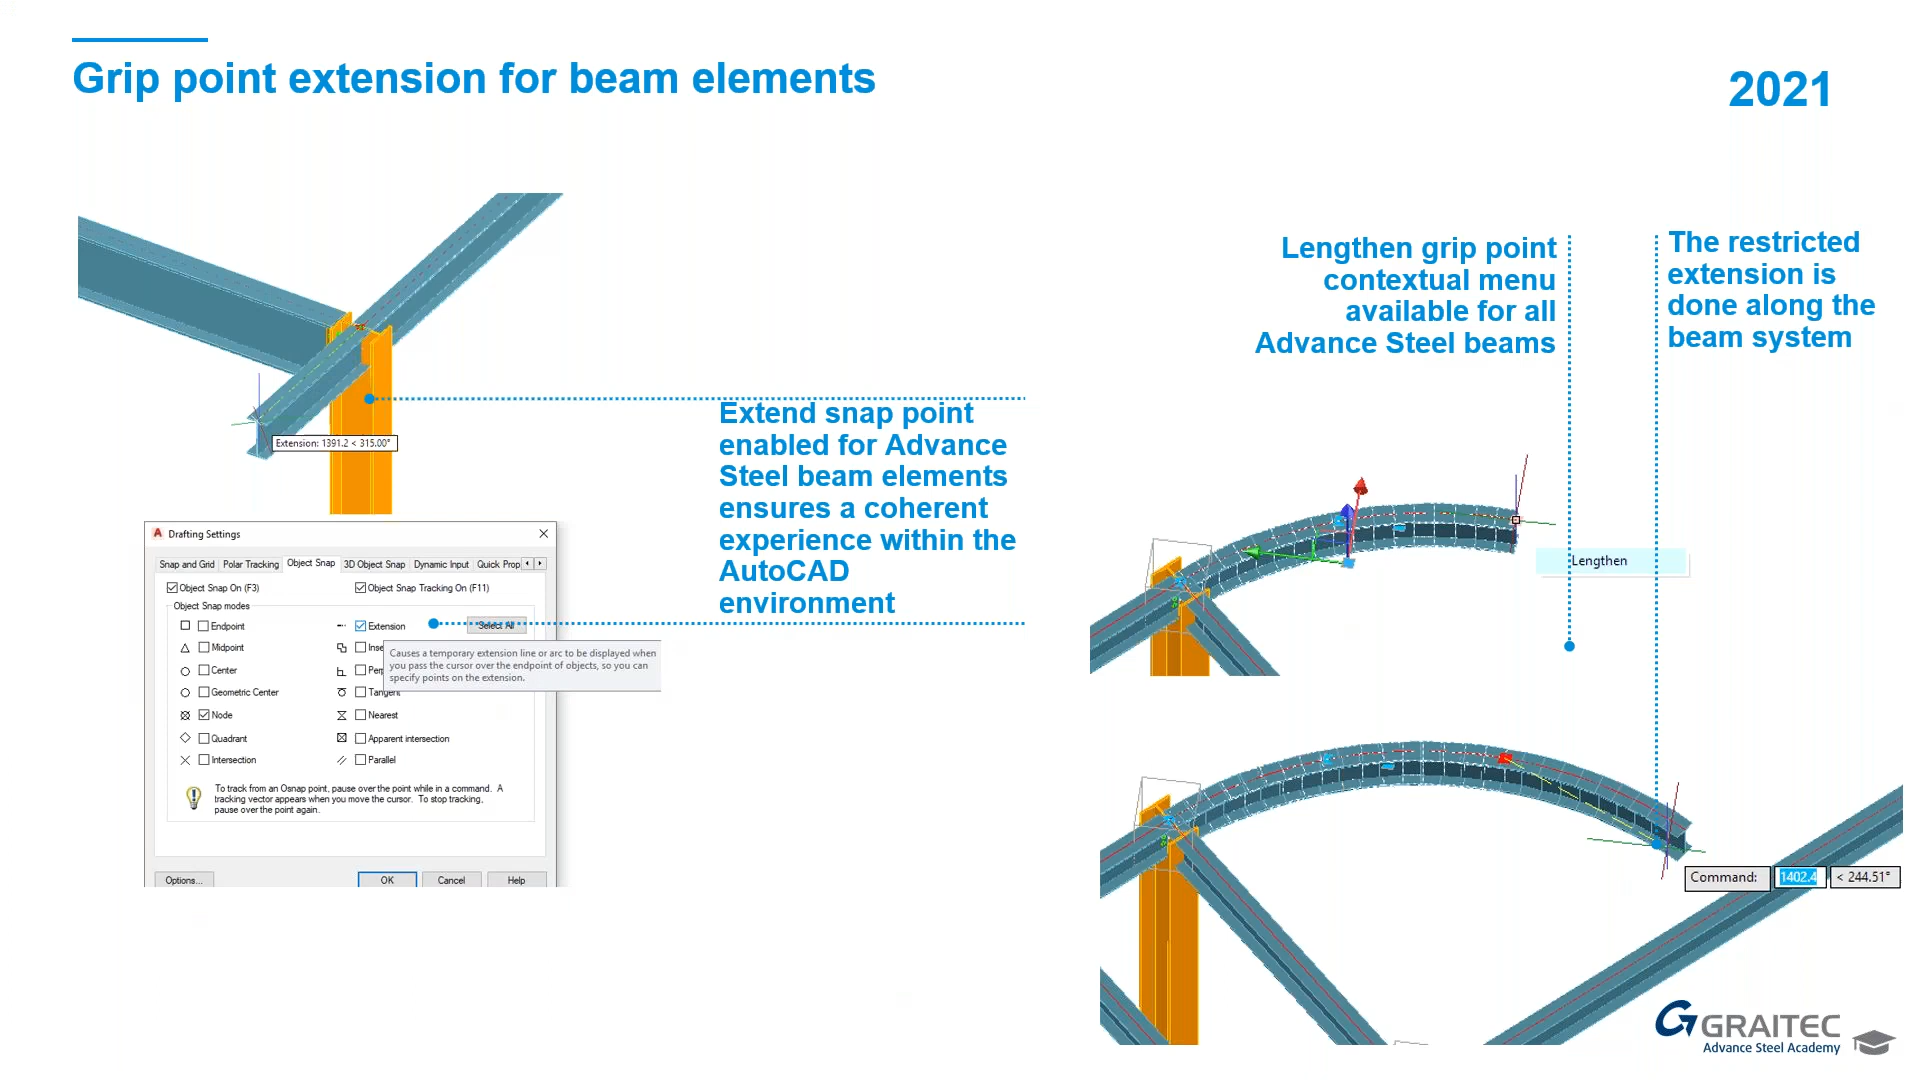 Grip point extension for beam elements
2021
Extension: 1391.2 < 315.00°
Extend snap point
enabled for Advance
Steel beam elements
ensures a coherent
experience within the
AutoCAD
environment
Drafting Settings
Snap and Grid
Polar Tracking
Object Snap
3D Object Snap
Dynamic Input
Quick Prop
Object Snap On (F3)
Object Snap Tracking On (F11)
Object Snap modes
Endpoint
Extension
Select All
Midpoint
Inse
Center
Per
Geometric Center
Tangent
Node
Nearest
Quadrant
Apparent intersection
Intersection
Parallel
Causes a temporary extension line or arc to be displayed when
you pass the cursor over the endpoint of objects, so you can
specify points on the extension.
To track from an Osnap point, pause over the point while in a command. A
tracking vector appears when you move the cursor. To stop tracking,
pause over the point again.
Options...
OK
Cancel
Help
Lengthen grip point
contextual menu
available for all
Advance Steel beams
The restricted
extension is
done along the
beam system
Lengthen
Command:
1402.4
< 244.51°
GRAITEC
Advance Steel Academy